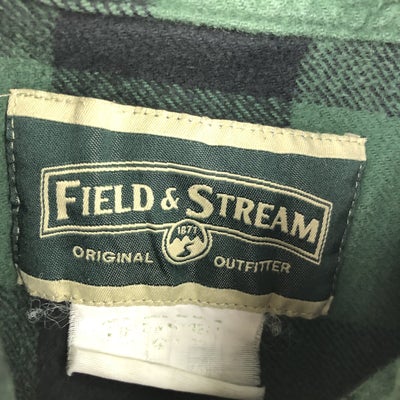 FIELD & STREAM
1871
ORIGINAL OUTFITTER